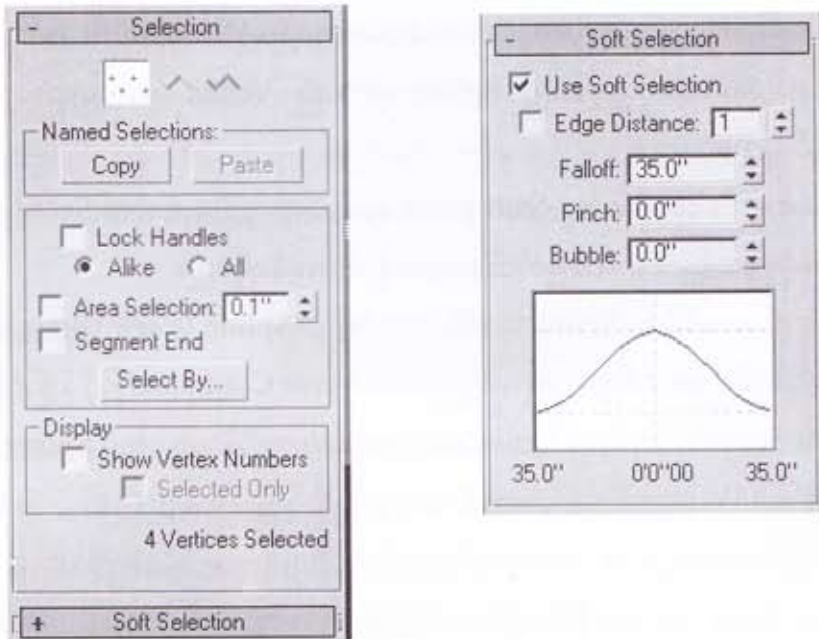 - Selection
Named Selections:
Copy Paste
Lock Handles
Alike All
Area Selection: 0.1"
Segment End
Select By...
Display
Show Vertex Numbers
Selected Only
4 Vertices Selected
+ Soft Selection
- Soft Selection
Use Soft Selection
Edge Distance: 1
Falloff: 35.0"
Pinch: 0.0"
Bubble: 0.0"
35.0" 0'0"00 35.0"